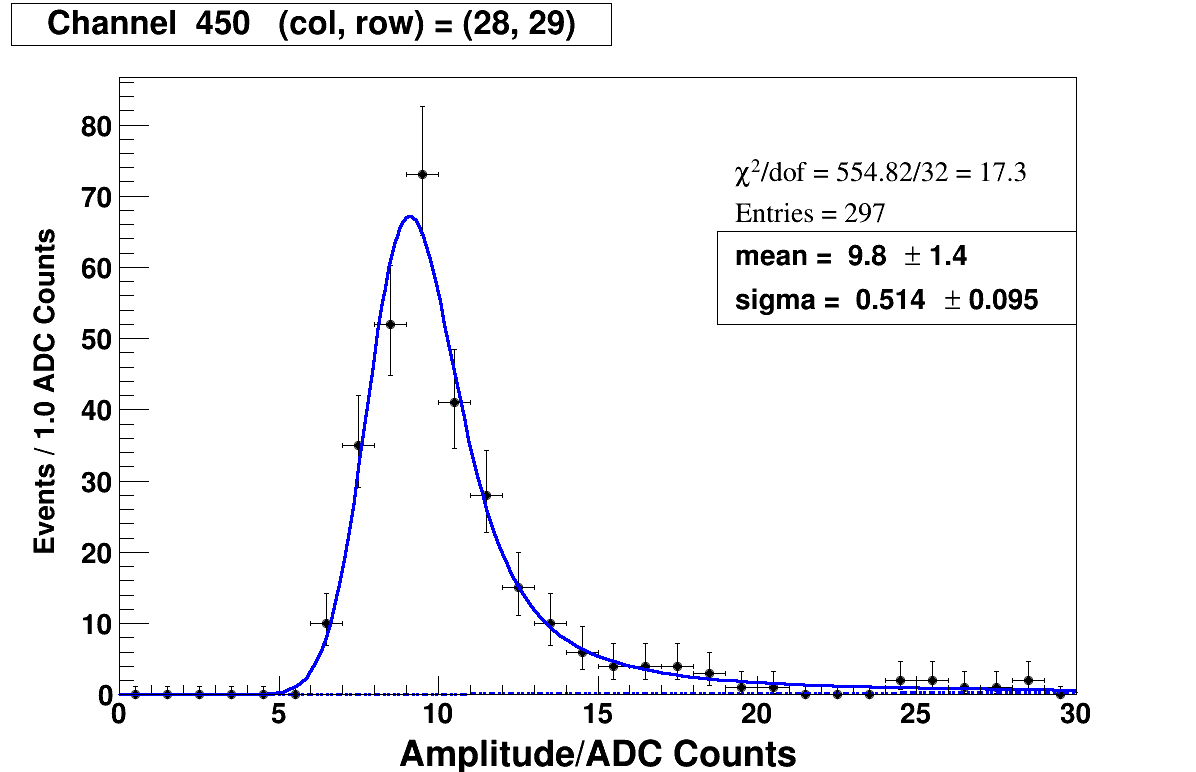 Channel 450 (col, row) = (28, 29)
80
70
60
50
40
30
20
10
0
Events / 1.0 ADC Counts
χ²/dof = 554.82/32 = 17.3
Entries = 297
mean = 9.8 ± 1.4
sigma = 0.514 ± 0.095
0 5 10 15 20 25 30
Amplitude/ADC Counts